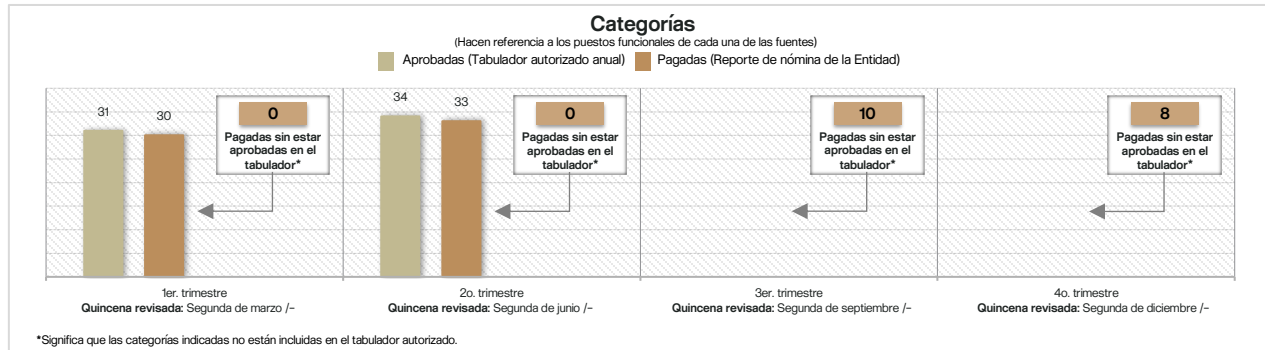 Categorías
(Hacen referencia a los puestos funcionales de cada una de las fuentes)
Aprobadas (Tabulador autorizado anual) Pagadas (Reporte de nómina de la Entidad)
31
30
0
Pagadas sin estar
aprobadas en el
tabulador*
34
33
0
Pagadas sin estar
aprobadas en el
tabulador*
10
Pagadas sin estar
aprobadas en el
tabulador*
8
Pagadas sin estar
aprobadas en el
tabulador*
1er. trimestre
Quincena revisada: Segunda de marzo /–
2o. trimestre
Quincena revisada: Segunda de junio /–
3er. trimestre
Quincena revisada: Segunda de septiembre /–
4o. trimestre
Quincena revisada: Segunda de diciembre /–
*Significa que las categorías indicadas no están incluidas en el tabulador autorizado.